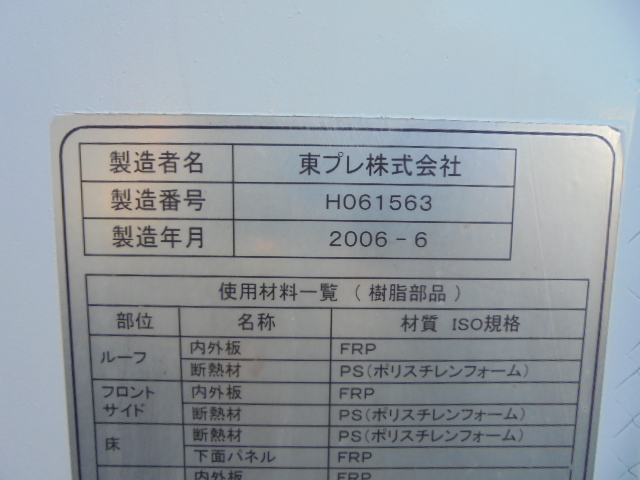 製造者名 東プレ株式会社
製造番号 H061563
製造年月 2006-6
使用材料一覧 (樹脂部品)
部位 名称 材質 ISO規格
ルーフ 内外板 FRP
断熱材 PS(ポリスチレンフォーム)
フロント サイド 内外板 FRP
断熱材 PS(ポリスチレンフォーム)
床 断熱材 PS(ポリスチレンフォーム)
下面パネル FRP
内外板 FRP